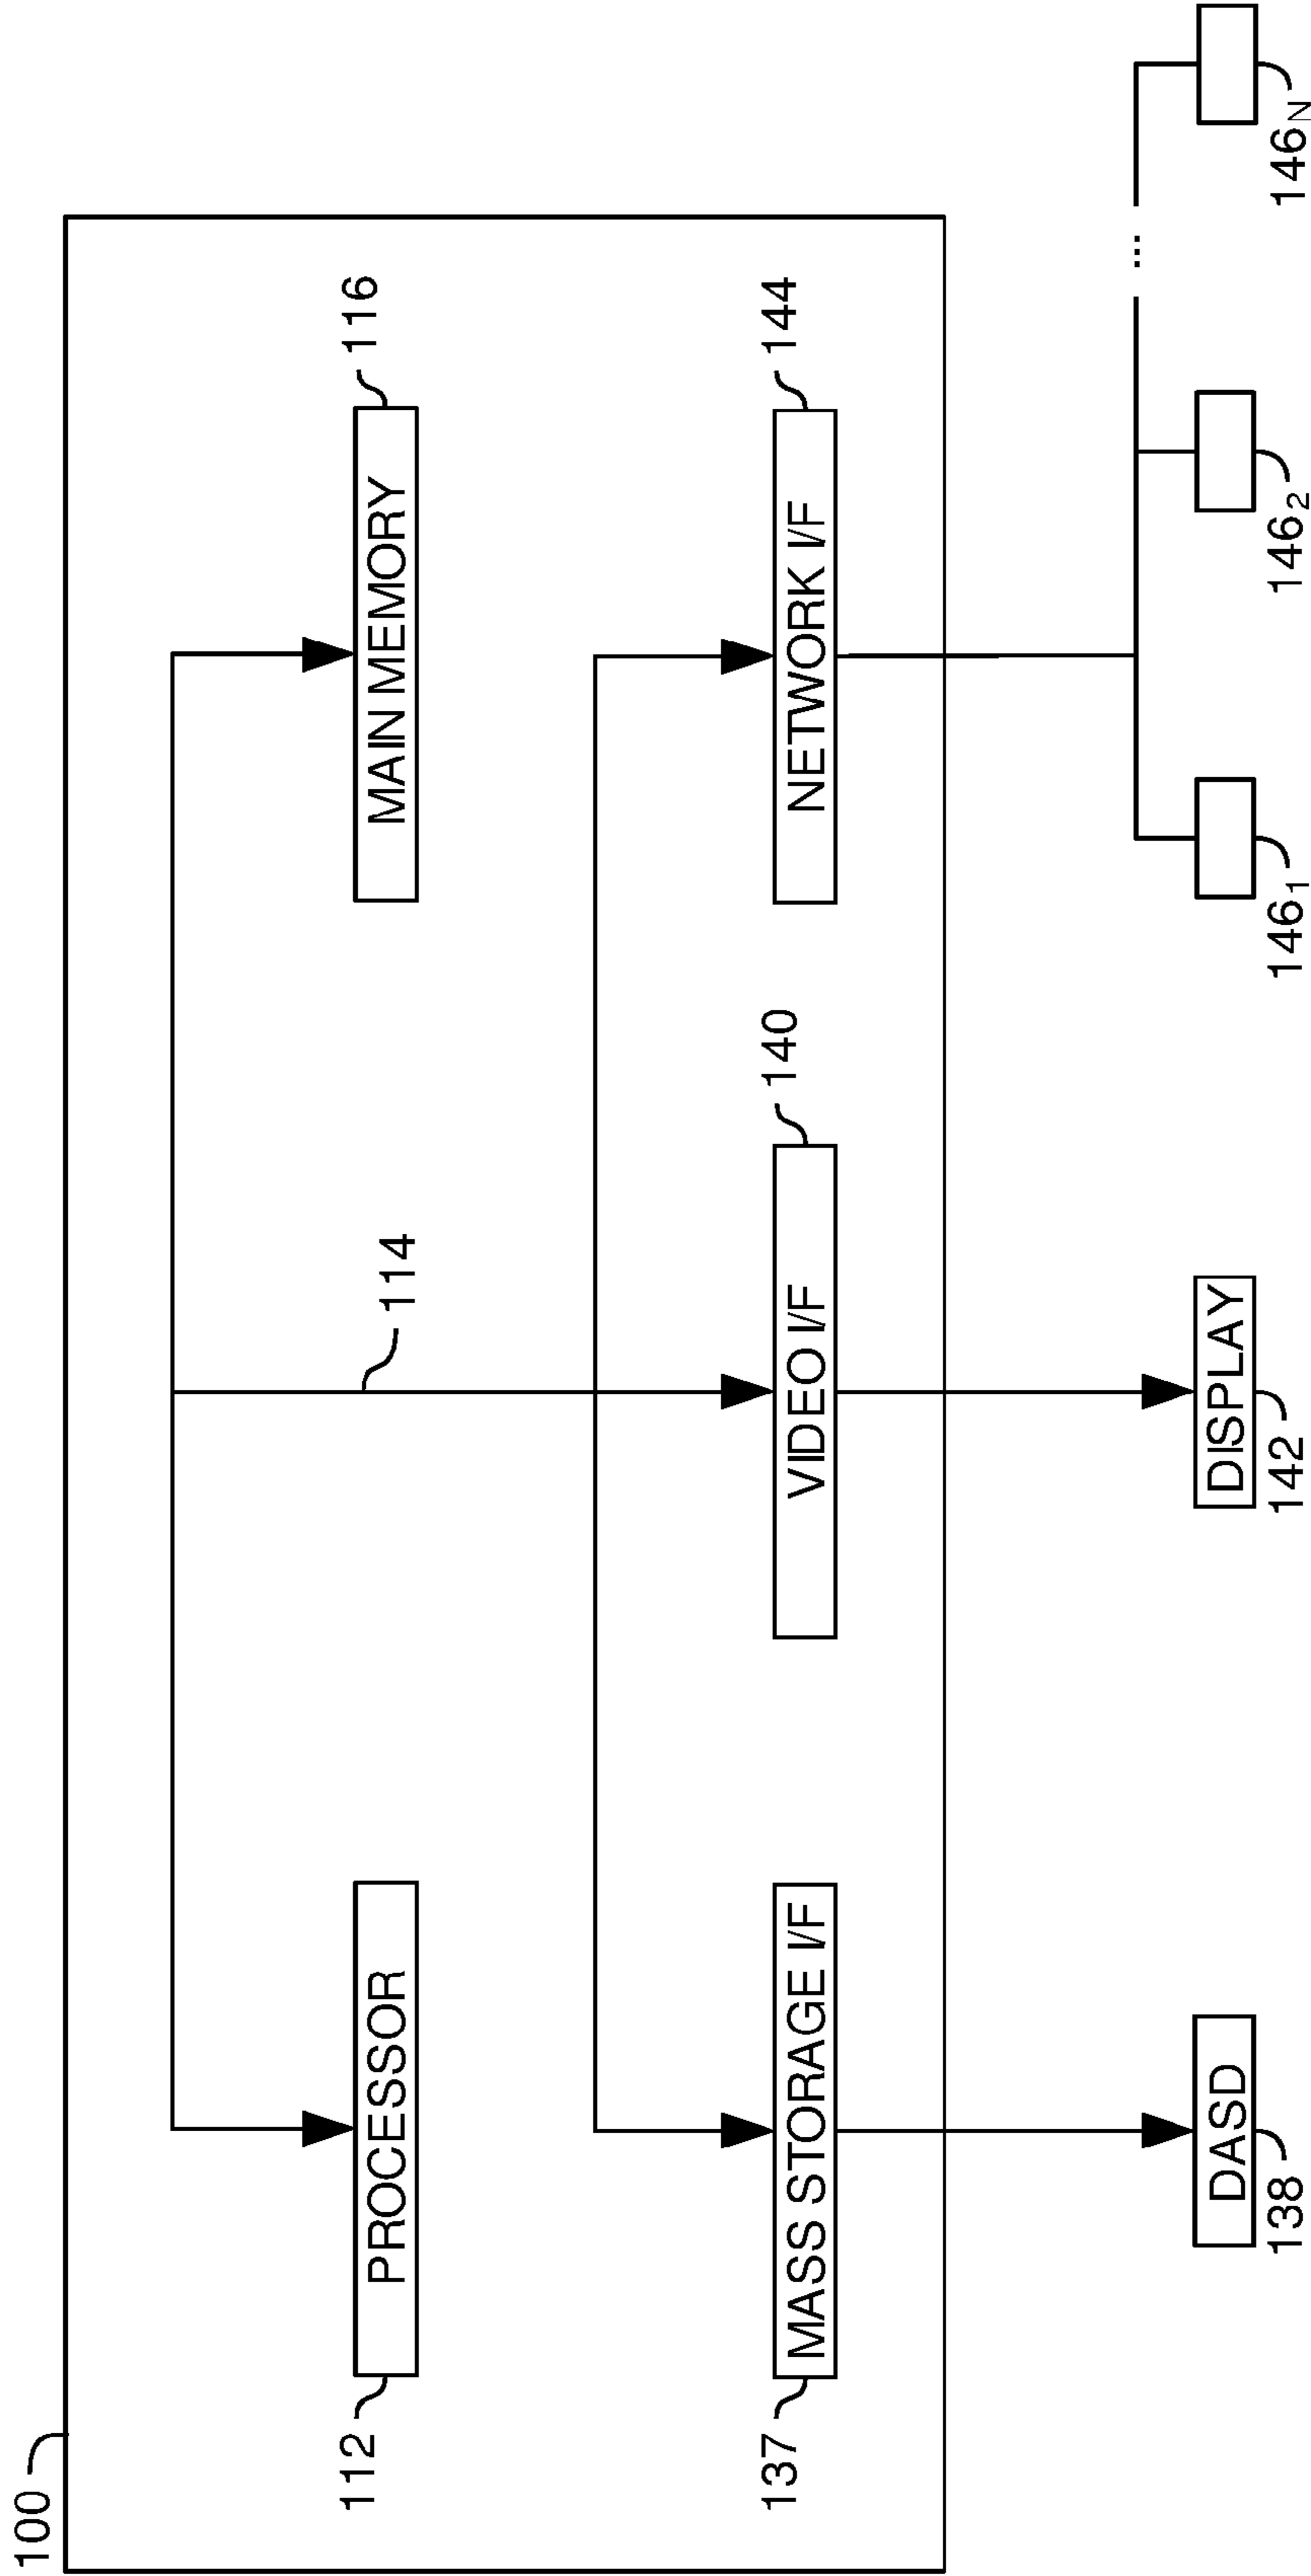 100
112
PROCESSOR
114
MAIN MEMORY
116
137
MASS STORAGE I/F
VIDEO I/F
140
NETWORK I/F
144
DASD
138
DISPLAY
142
...
146₁
146₂
146N